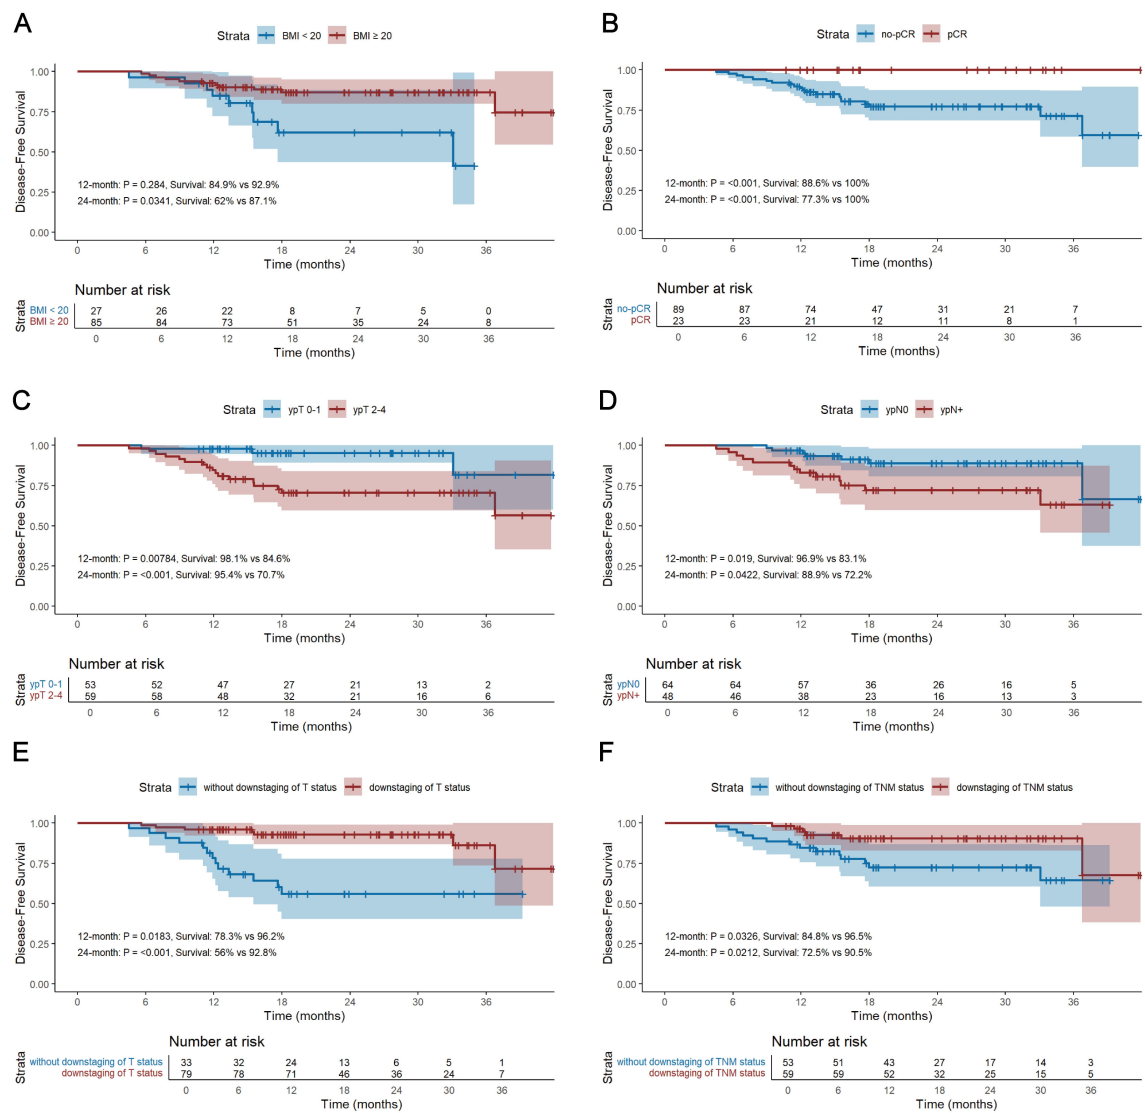 A
Strata BMI < 20 BMI ≥ 20
Disease-Free Survival
1.00
0.75
0.50
0.25
0.00
12-month: P = 0.284, Survival: 84.9% vs 92.9%
24-month: P = 0.0341, Survival: 62% vs 87.1%
0 6 12 18 24 30 36
Time (months)
Number at risk
Strata
BMI < 20 27 26 22 8 7 5 0
BMI ≥ 20 85 84 73 51 35 24 8
0 6 12 18 24 30 36
Time (months)
B
Strata no-pCR pCR
Disease-Free Survival
1.00
0.75
0.50
0.25
0.00
12-month: P = <0.001, Survival: 88.6% vs 100%
24-month: P = <0.001, Survival: 77.3% vs 100%
0 6 12 18 24 30 36
Time (months)
Number at risk
Strata
no-pCR 89 87 74 47 31 21 7
pCR 23 23 21 12 11 8 1
0 6 12 18 24 30 36
Time (months)
C
Strata ypT 0-1 ypT 2-4
Disease-Free Survival
1.00
0.75
0.50
0.25
0.00
12-month: P = 0.00784, Survival: 98.1% vs 84.6%
24-month: P = <0.001, Survival: 95.4% vs 70.7%
0 6 12 18 24 30 36
Time (months)
Number at risk
Strata
ypT 0-1 53 52 47 27 21 13 2
ypT 2-4 59 58 48 32 21 16 6
0 6 12 18 24 30 36
Time (months)
D
Strata ypN0 ypN+
Disease-Free Survival
1.00
0.75
0.50
0.25
0.00
12-month: P = 0.019, Survival: 96.9% vs 83.1%
24-month: P = 0.0422, Survival: 88.9% vs 72.2%
0 6 12 18 24 30 36
Time (months)
Number at risk
Strata
ypN0 64 64 57 36 26 16 5
ypN+ 48 46 38 23 16 13 3
0 6 12 18 24 30 36
Time (months)
E
Strata without downstaging of T status downstaging of T status
Disease-Free Survival
1.00
0.75
0.50
0.25
0.00
12-month: P = 0.0183, Survival: 78.3% vs 96.2%
24-month: P = <0.001, Survival: 56% vs 92.8%
0 6 12 18 24 30 36
Time (months)
Number at risk
Strata
without downstaging of T status 33 32 24 13 6 5 1
downstaging of T status 79 78 71 46 36 24 7
0 6 12 18 24 30 36
Time (months)
F
Strata without downstaging of TNM status downstaging of TNM status
Disease-Free Survival
1.00
0.75
0.50
0.25
0.00
12-month: P = 0.0326, Survival: 84.8% vs 96.5%
24-month: P = 0.0212, Survival: 72.5% vs 90.5%
0 6 12 18 24 30 36
Time (months)
Number at risk
Strata
without downstaging of TNM status 53 51 43 27 17 14 3
downstaging of TNM status 59 59 52 32 25 15 5
0 6 12 18 24 30 36
Time (months)